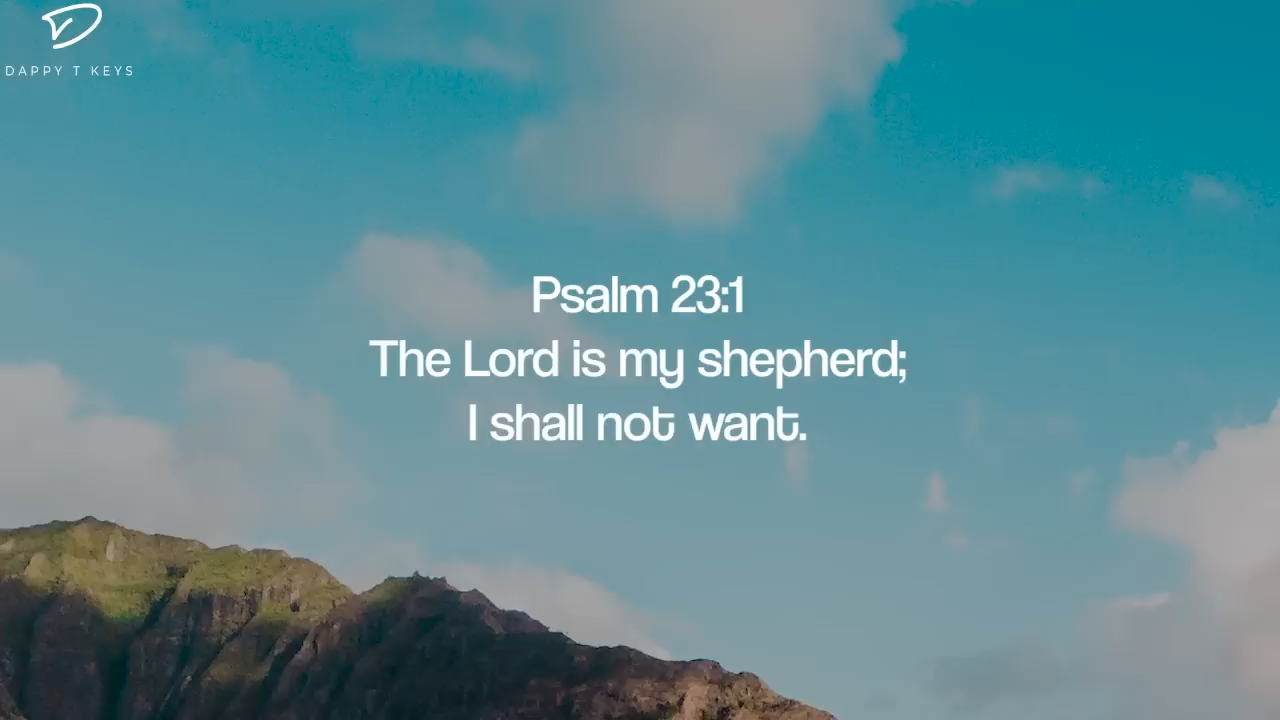 DAPPY T KEYS
Psalm 23:1
The Lord is my shepherd;
I shall not want.